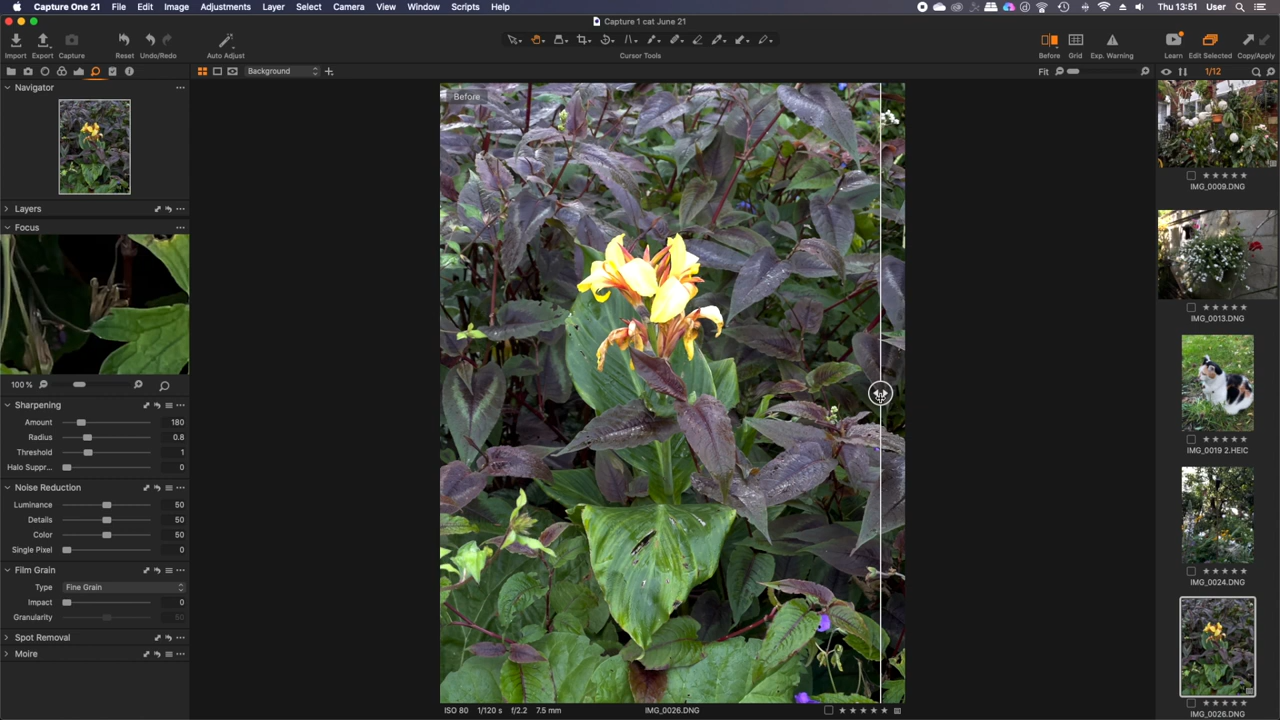 Capture One 21 File Edit Image Adjustments Layer Select Camera View Window Scripts Help Thu 13:51 User
Capture 1 cat June 21
Import Export Capture Reset Undo/Redo Auto Adjust Cursor Tools Before Grid Exp. Warning Learn Edit Selected Copy/Apply
Background Fit 1/12
Navigator
Layers
Focus
100 %
Sharpening
Amount 180
Radius 0.8
Threshold 1
Halo Suppr... 0
Noise Reduction
Luminance 50
Details 50
Color 50
Single Pixel 0
Film Grain
Type Fine Grain
Impact 0
Granularity 50
Spot Removal
Moire
Before
ISO 80 1/120 s f/2.2 7.5 mm IMG_0026.DNG
IMG_0009.DNG
IMG_0013.DNG
IMG_0019 2.HEIC
IMG_0024.DNG
IMG_0026.DNG